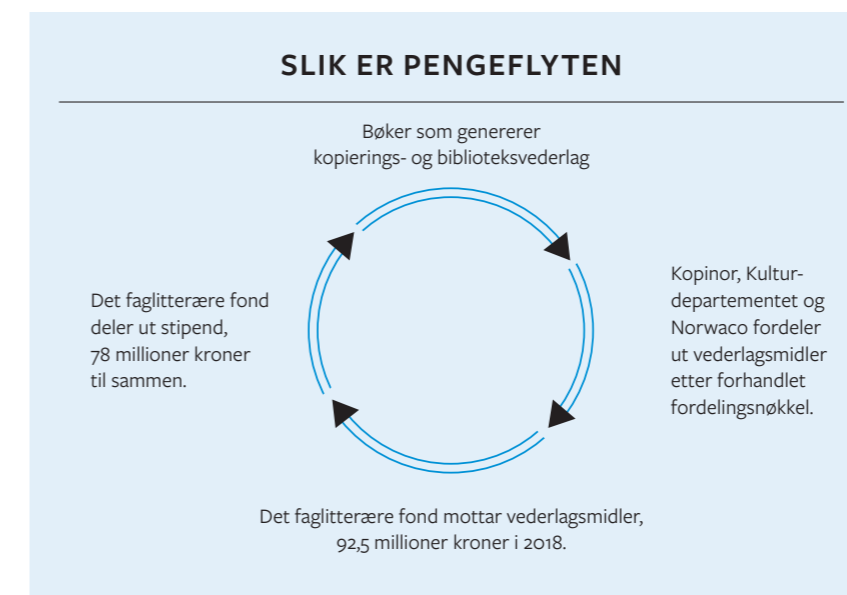 SLIK ER PENGEFLYTEN
Bøker som genererer
kopierings- og biblioteksvederlag
Kopinor, Kultur-
departementet og
Norwaco fordeler
ut vederlagsmidler
etter forhandlet
fordelingsnøkkel.
Det faglitterære fond mottar vederlagsmidler,
92,5 millioner kroner i 2018.
Det faglitterære fond
deler ut stipend,
78 millioner kroner
til sammen.